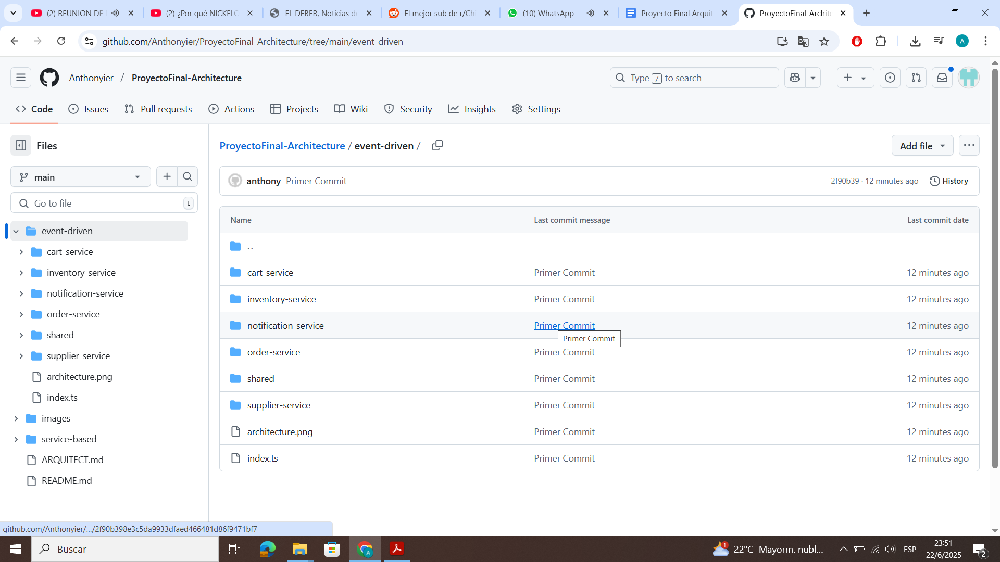 (2) REUNION DE
(2) ¿Por qué NICKELO
EL DEBER, Noticias de
El mejor sub de r/Chi
(10) WhatsApp
Proyecto Final Arquit
ProyectoFinal-Archite
github.com/Anthonyier/ProyectoFinal-Architecture/tree/main/event-driven
A
Anthonyier / ProyectoFinal-Architecture
Type / to search
Code
Issues
Pull requests
Actions
Projects
Wiki
Security
Insights
Settings
Files
main
Go to file
t
event-driven
cart-service
inventory-service
notification-service
order-service
shared
supplier-service
architecture.png
index.ts
images
service-based
ARQUITECT.md
README.md
ProyectoFinal-Architecture / event-driven /
Add file
anthony Primer Commit
2f90b39 · 12 minutes ago
History
Name Last commit message Last commit date
..
cart-service Primer Commit 12 minutes ago
inventory-service Primer Commit 12 minutes ago
notification-service Primer Commit 12 minutes ago
Primer Commit
order-service Primer Commit 12 minutes ago
shared Primer Commit 12 minutes ago
supplier-service Primer Commit 12 minutes ago
architecture.png Primer Commit 12 minutes ago
index.ts Primer Commit 12 minutes ago
github.com/Anthonyier/.../2f90b398e3c5da9933dfaed466481d86f9471bf7
Buscar
A
1
22°C Mayorm. nubl...
ESP
23:51
22/6/2025
2